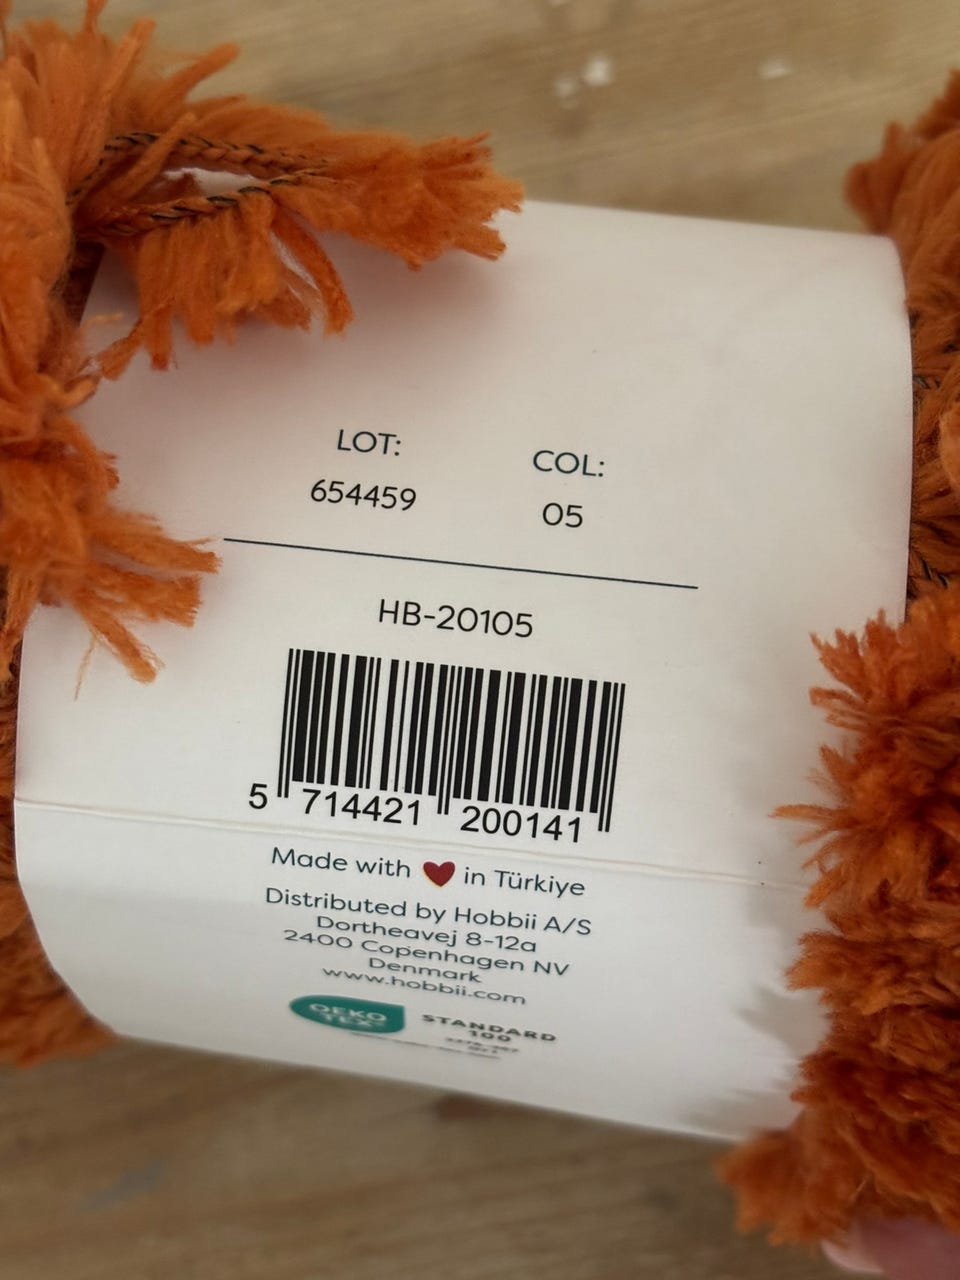 LOT: COL:
654459 05
HB-20105
5 714421 200141
Made with ❤ in Türkiye
Distributed by Hobbii A/S
Dortheavej 8-12a
2400 Copenhagen NV
Denmark
www.hobbii.com
OEKO
TEX®
STANDARD
100